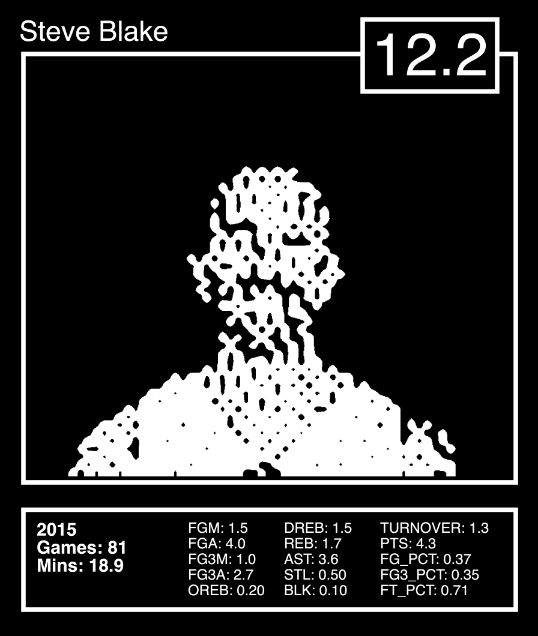 Steve Blake
12.2
2015
Games: 81
Mins: 18.9
FGM: 1.5
FGA: 4.0
FG3M: 1.0
FG3A: 2.7
OREB: 0.20
DREB: 1.5
REB: 1.7
AST: 3.6
STL: 0.50
BLK: 0.10
TURNOVER: 1.3
PTS: 4.3
FG_PCT: 0.37
FG3_PCT: 0.35
FT_PCT: 0.71